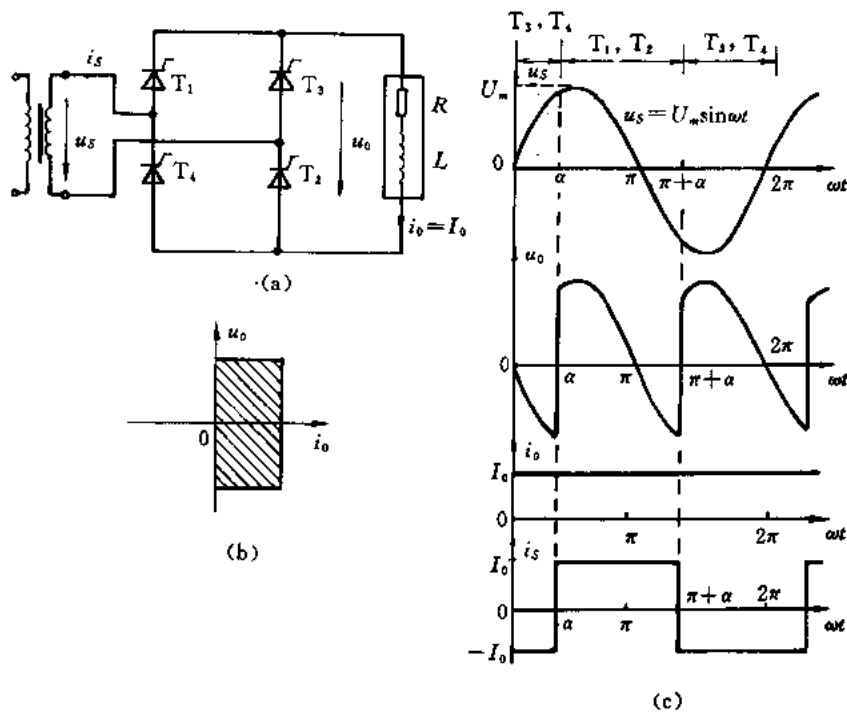 i_s
u_s
T₁
T₃
T₄
T₂
u₀
R
L
i₀=I₀
(a)
u₀
0
i₀
(b)
T₃, T₄
T₁, T₂
T₃, T₄
u_s
U_m
u_s=U_m sinωt
0
α
π
π+α
2π
ωt
u₀
0
α
π
π+α
2π
ωt
i₀
I₀
0
π
2π
ωt
i_s
I₀
0
α
π
π+α
2π
ωt
-I₀
(c)